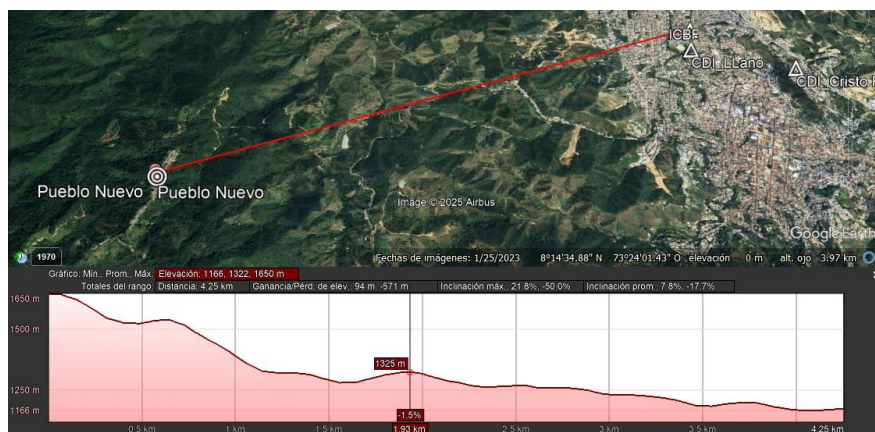 ICBF
CDI_LLano
CDI_Cristo
Pueblo Nuevo
Pueblo Nuevo
Image © 2025 Airbus
Google Earth
1970
Fechas de imágenes: 1/25/2023 8°14'34.88" N 73°24'01.43" O elevación 0 m alt. ojo 3.97 km
Gráfico: Mín., Prom., Máx. Elevación: 1166, 1322, 1650 m
Totales del rango: Distancia: 4.25 km Ganancia/Pérd. de elev.: 94 m, -571 m Inclinación máx.: 21.8%, -50.0% Inclinación prom.: 7.8%, -17.7%
1650 m
1500 m
1325 m
1250 m
1166 m
-1.5%
0.5 km 1 km 1.5 km 1.93 km 2.5 km 3 km 3.5 km 4.25 km